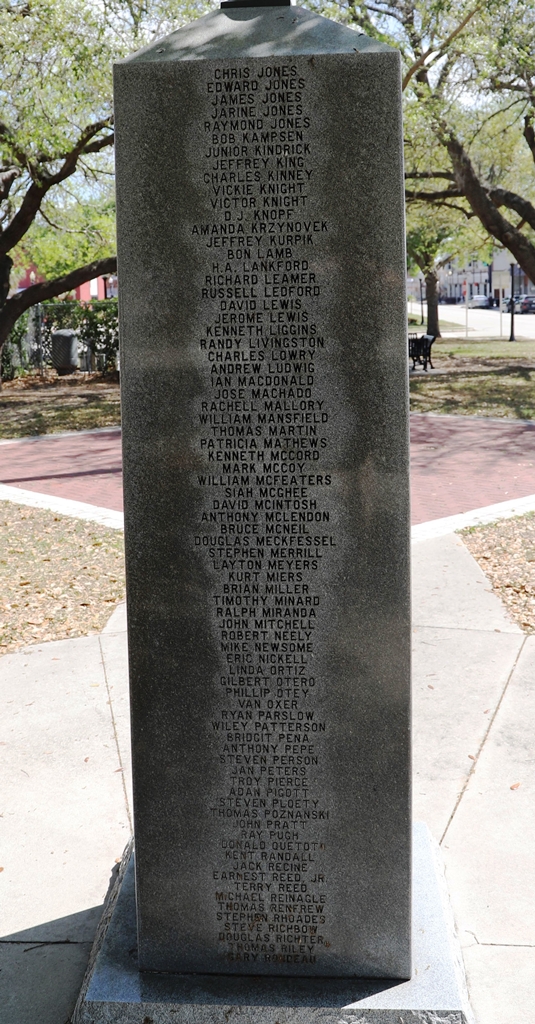 CHRIS JONES
EDWARD JONES
JAMES JONES
JARINE JONES
RAYMOND JONES
BOB KAMPSEN
JUNIOR KINDRICK
JEFFREY KING
CHARLES KINNEY
VICKIE KNIGHT
VICTOR KNIGHT
D.J. KNOPF
AMANDA KRZYNOVEK
JEFFREY KURPIK
BON LAMB
H.A. LANKFORD
RICHARD LEAMER
RUSSELL LEDFORD
DAVID LEWIS
JEROME LEWIS
KENNETH LIGGINS
RANDY LIVINGSTON
CHARLES LOWRY
ANDREW LUDWIG
IAN MACDONALD
JOSE MACHADO
RACHELL MALLORY
WILLIAM MANSFIELD
THOMAS MARTIN
PATRICIA MATHEWS
KENNETH MCCORD
MARK MCCOY
WILLIAM MCFEATERS
SIAH MCGHEE
DAVID MCINTOSH
ANTHONY MCLENDON
BRUCE MCNEIL
DOUGLAS MECKFESSEL
STEPHEN MERRILL
LAYTON MEYERS
KURT MIERS
BRIAN MILLER
TIMOTHY MINARD
RALPH MIRANDA
JOHN MITCHELL
ROBERT NEELY
MIKE NEWSOME
ERIC NICKELL
LINDA ORTIZ
GILBERT OTERO
PHILLIP OTEY
VAN OXER
RYAN PARSLOW
WILEY PATTERSON
BRIDGIT PENA
ANTHONY PEPE
STEVEN PERSON
JAN PETERS
TROY PIERCE
ADAN PIGOTT
STEVEN PLOETY
THOMAS POZNANSKI
JOHN PRATT
RAY PUGH
DONALD
KENT RANDALL
JACK RECINE
EARNEST REED, JR.
TERRY REED
MICHAEL REINAGLE
THOMAS RENFREW
STEPHEN RHOADES
STEVE RICHBOW
DOUGLAS RICHTER
THOMAS RILEY
GARY RONDEAU